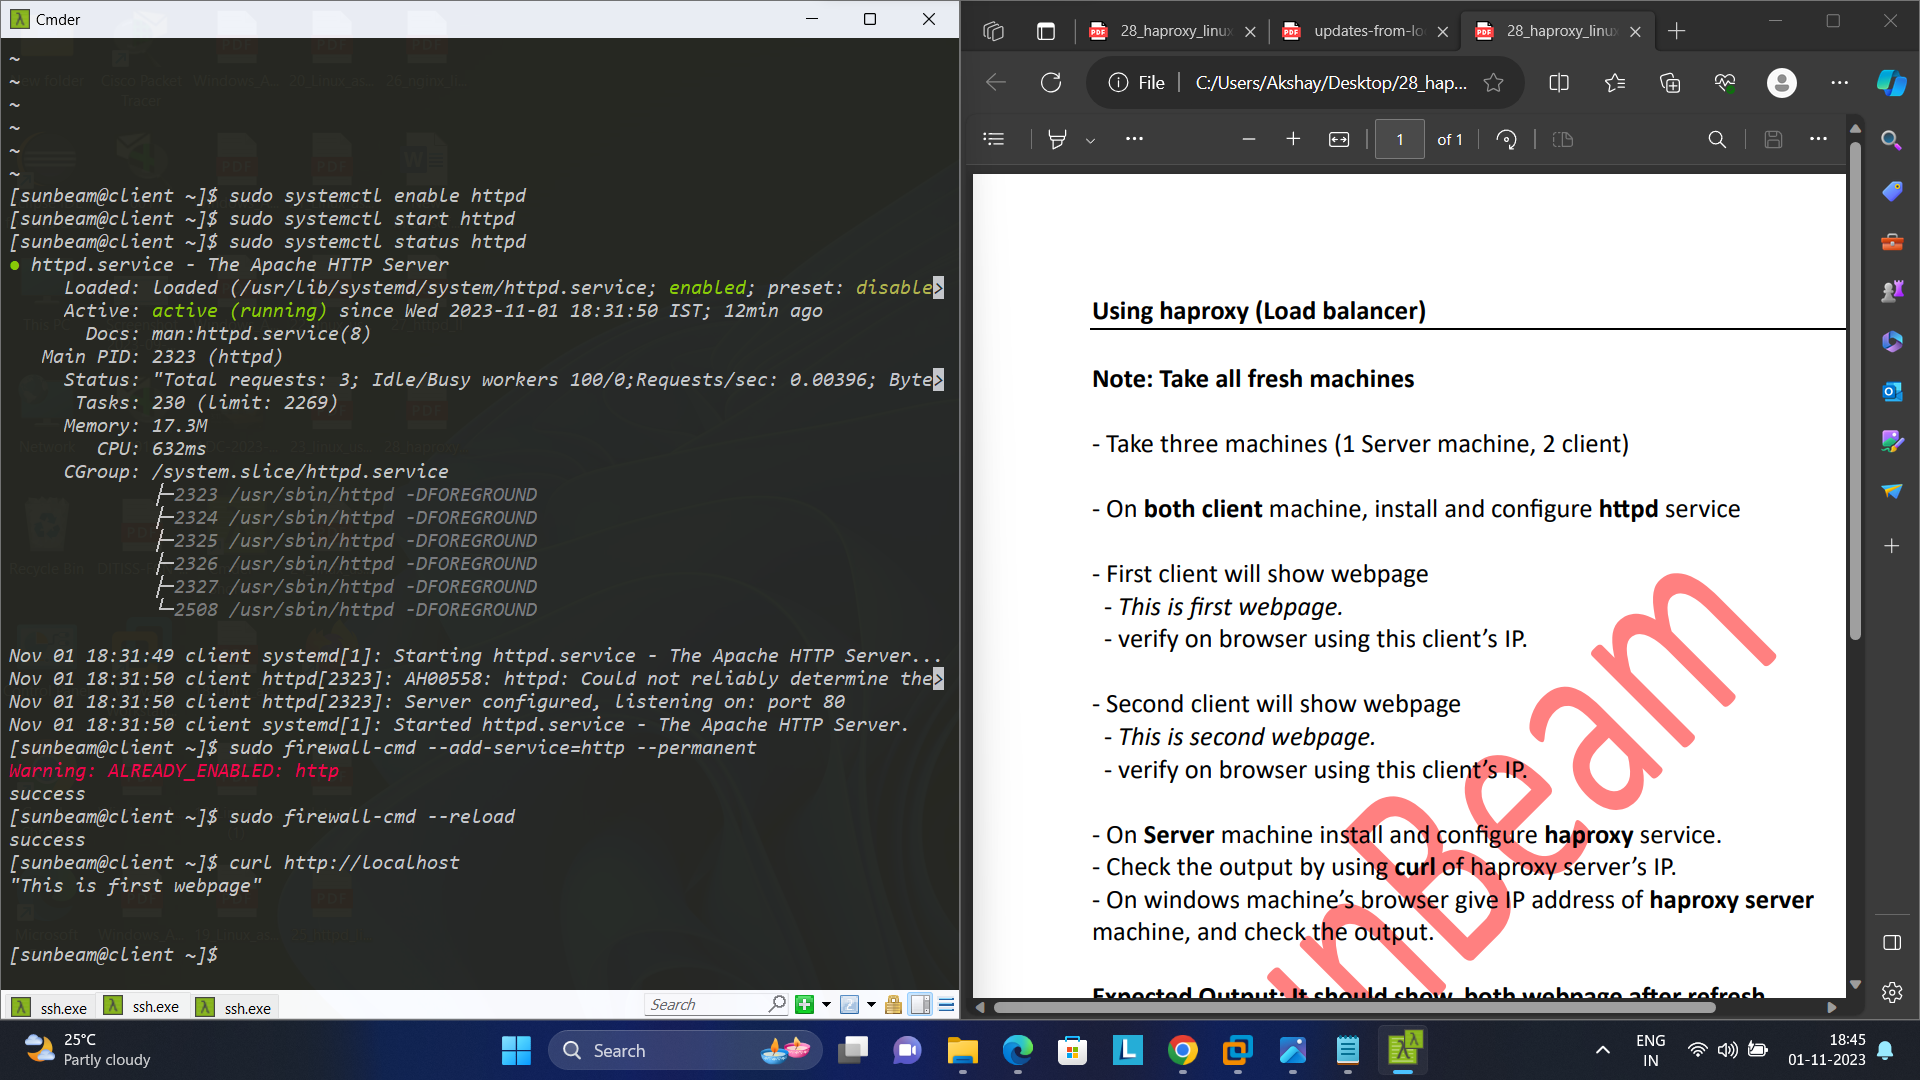 Cmder
~
~
~
~
~
~
[sunbeam@client ~]$ sudo systemctl enable httpd
[sunbeam@client ~]$ sudo systemctl start httpd
[sunbeam@client ~]$ sudo systemctl status httpd
● httpd.service - The Apache HTTP Server
Loaded: loaded (/usr/lib/systemd/system/httpd.service; enabled; preset: disable>
Active: active (running) since Wed 2023-11-01 18:31:50 IST; 12min ago
Docs: man:httpd.service(8)
Main PID: 2323 (httpd)
Status: "Total requests: 3; Idle/Busy workers 100/0;Requests/sec: 0.00396; Byte>
Tasks: 230 (limit: 2269)
Memory: 17.3M
CPU: 632ms
CGroup: /system.slice/httpd.service
├─2323 /usr/sbin/httpd -DFOREGROUND
├─2324 /usr/sbin/httpd -DFOREGROUND
├─2325 /usr/sbin/httpd -DFOREGROUND
├─2326 /usr/sbin/httpd -DFOREGROUND
├─2327 /usr/sbin/httpd -DFOREGROUND
└─2508 /usr/sbin/httpd -DFOREGROUND
Nov 01 18:31:49 client systemd[1]: Starting httpd.service - The Apache HTTP Server...
Nov 01 18:31:50 client httpd[2323]: AH00558: httpd: Could not reliably determine the>
Nov 01 18:31:50 client httpd[2323]: Server configured, listening on: port 80
Nov 01 18:31:50 client systemd[1]: Started httpd.service - The Apache HTTP Server.
[sunbeam@client ~]$ sudo firewall-cmd --add-service=http --permanent
Warning: ALREADY_ENABLED: http
success
[sunbeam@client ~]$ sudo firewall-cmd --reload
success
[sunbeam@client ~]$ curl http://localhost
"This is first webpage"
[sunbeam@client ~]$
ssh.exe
ssh.exe
ssh.exe
Search
28_haproxy_linux
updates-from-lo
28_haproxy_linux
File
C:/Users/Akshay/Desktop/28_hap...
1 of 1
Using haproxy (Load balancer)
Note: Take all fresh machines
- Take three machines (1 Server machine, 2 client)
- On both client machine, install and configure httpd service
- First client will show webpage
- This is first webpage.
- verify on browser using this client’s IP.
- Second client will show webpage
- This is second webpage.
- verify on browser using this client’s IP.
- On Server machine install and configure haproxy service.
- Check the output by using curl of haproxy server’s IP.
- On windows machine’s browser give IP address of haproxy server
machine, and check the output.
Expected Output: It should show both webpage after refresh
nBeam
25°C
Partly cloudy
Search
ENG
IN
18:45
01-11-2023